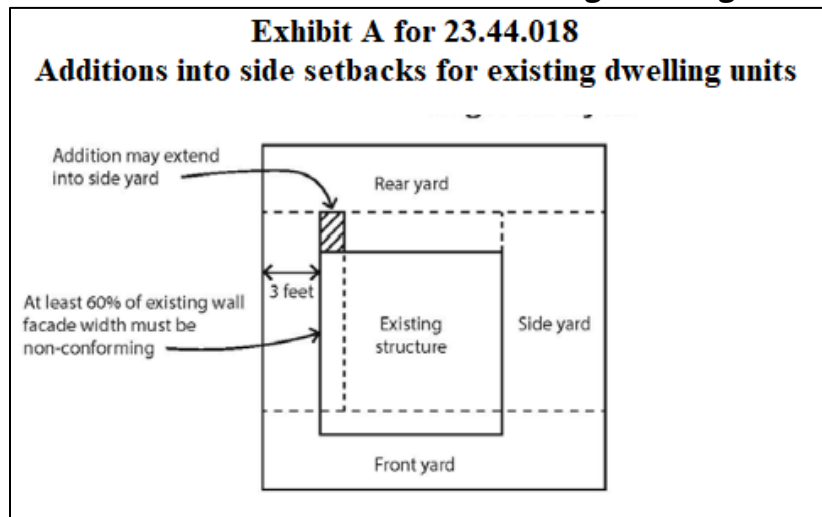 Exhibit A for 23.44.018
Additions into side setbacks for existing dwelling units
Addition may extend
into side yard
Rear yard
3 feet
At least 60% of existing wall
facade width must be
non-conforming
Existing
structure
Side yard
Front yard